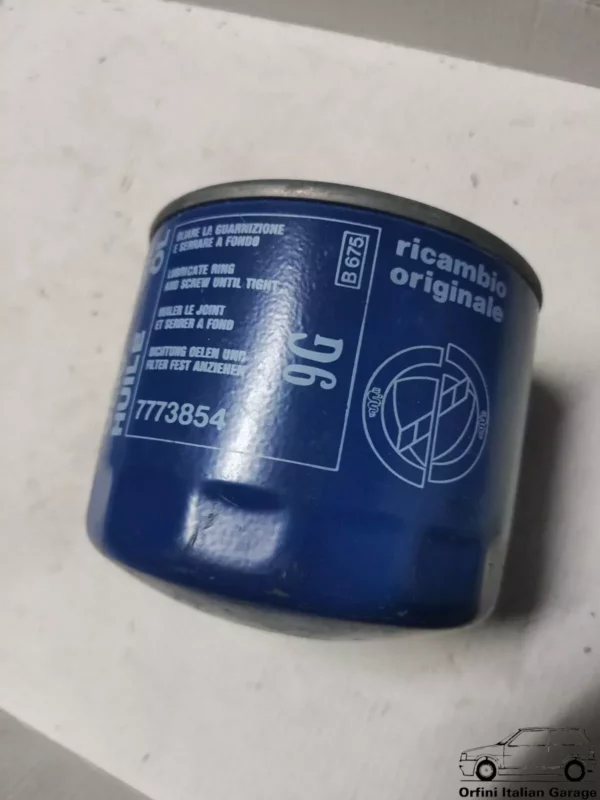 HUILE
ÖL
OLIARE LA GUARNIZIONE
E SERRARE A FONDO
LUBRICATE RING
AND SCREW UNTIL TIGHT
HUILER LE JOINT
ET SERRER A FOND
DICHTUNG OELEN UND
FILTER FEST ANZIEHEN
7773854
B 675
9G
ricambio
originale
Orfini Italian Garage